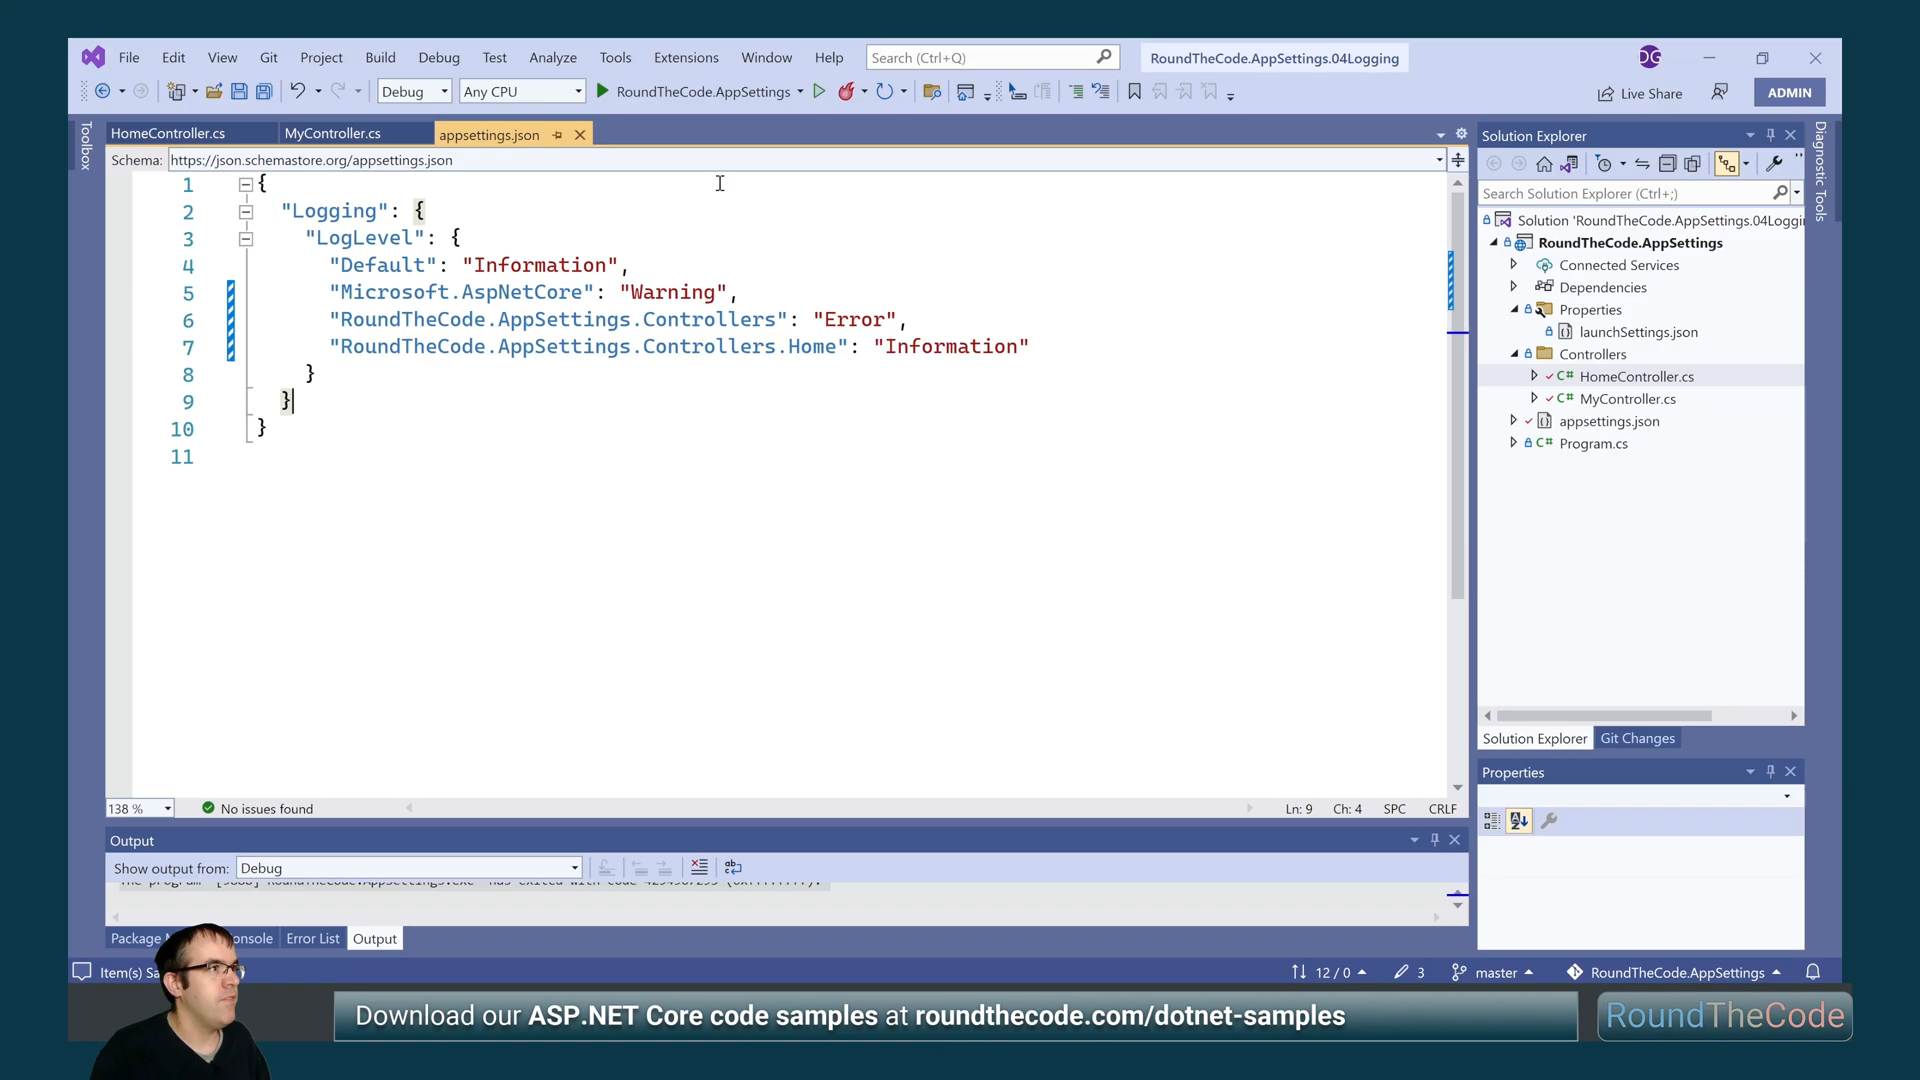 File Edit View Git Project Build Debug Test Analyze Tools Extensions Window Help Search (Ctrl+Q) RoundTheCode.AppSettings.04Logging DG
Debug Any CPU RoundTheCode.AppSettings Live Share ADMIN
Toolbox
HomeController.cs MyController.cs appsettings.json
Schema: https://json.schemastore.org/appsettings.json
1 {
2 "Logging": {
3 "LogLevel": {
4 "Default": "Information",
5 "Microsoft.AspNetCore": "Warning",
6 "RoundTheCode.AppSettings.Controllers": "Error",
7 "RoundTheCode.AppSettings.Controllers.Home": "Information"
8 }
9 }
10 }
11
138 % No issues found Ln: 9 Ch: 4 SPC CRLF
Output
Show output from: Debug
Package onsole Error List Output
Solution Explorer
Search Solution Explorer (Ctrl+;)
Solution 'RoundTheCode.AppSettings.04Loggi
RoundTheCode.AppSettings
Connected Services
Dependencies
Properties
launchSettings.json
Controllers
C# HomeController.cs
C# MyController.cs
appsettings.json
C# Program.cs
Solution Explorer Git Changes
Properties
Diagnostic Tools
Item(s) Sa 12 / 0 3 master RoundTheCode.AppSettings
Download our ASP.NET Core code samples at roundthecode.com/dotnet-samples
RoundTheCode